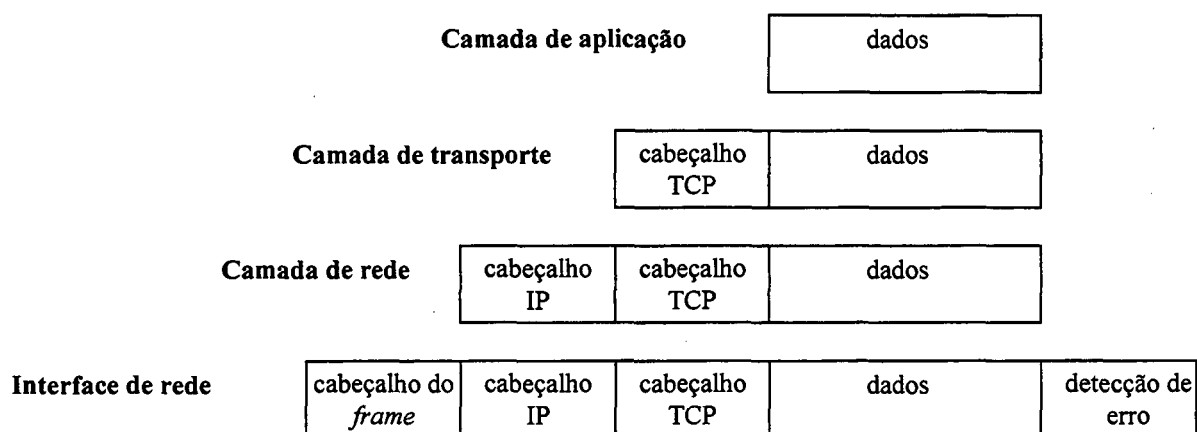 Camada de aplicação dados
Camada de transporte cabeçalho TCP dados
Camada de rede cabeçalho IP cabeçalho TCP dados
Interface de rede cabeçalho do frame cabeçalho IP cabeçalho TCP dados detecção de erro